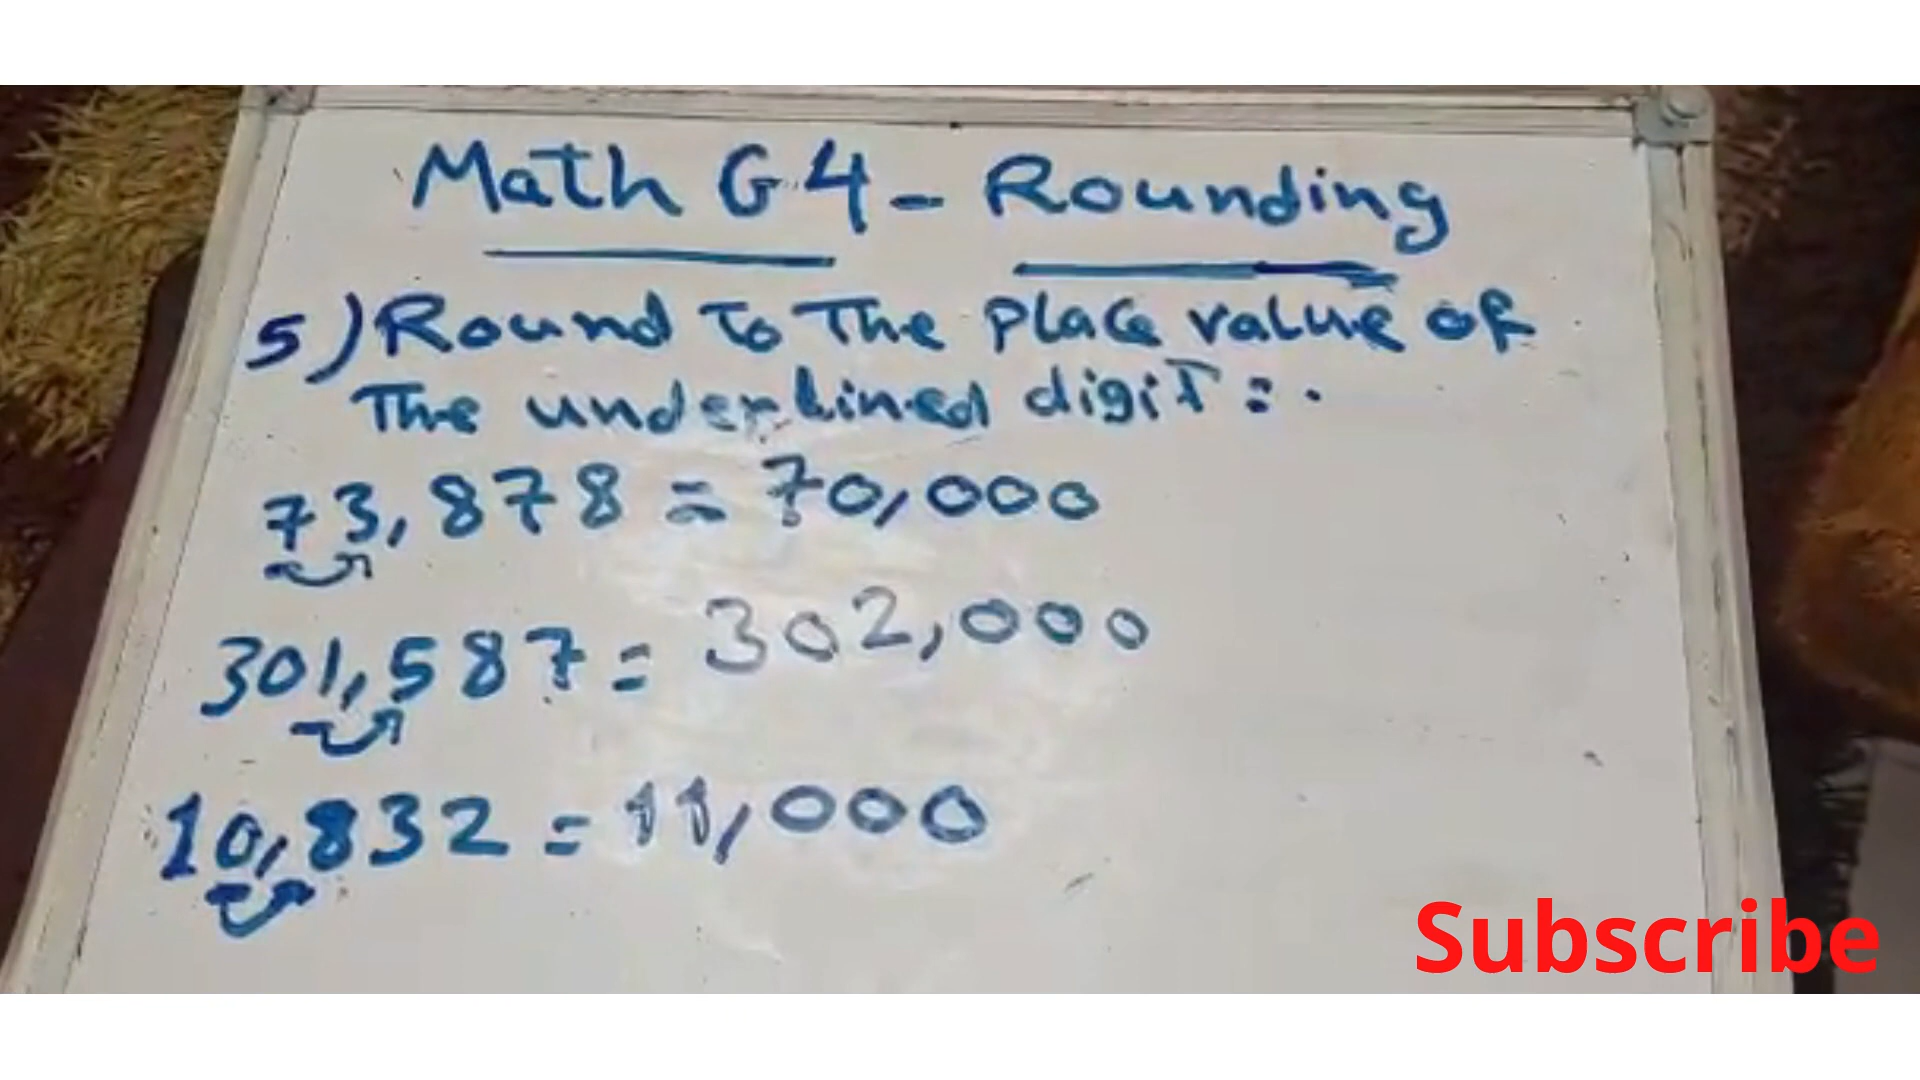 Math G4 - Rounding
5) Round to The place value of
The underlined digit :.
73,878 = 70,000
301,587 = 302,000
10,832 = 11,000
Subscribe